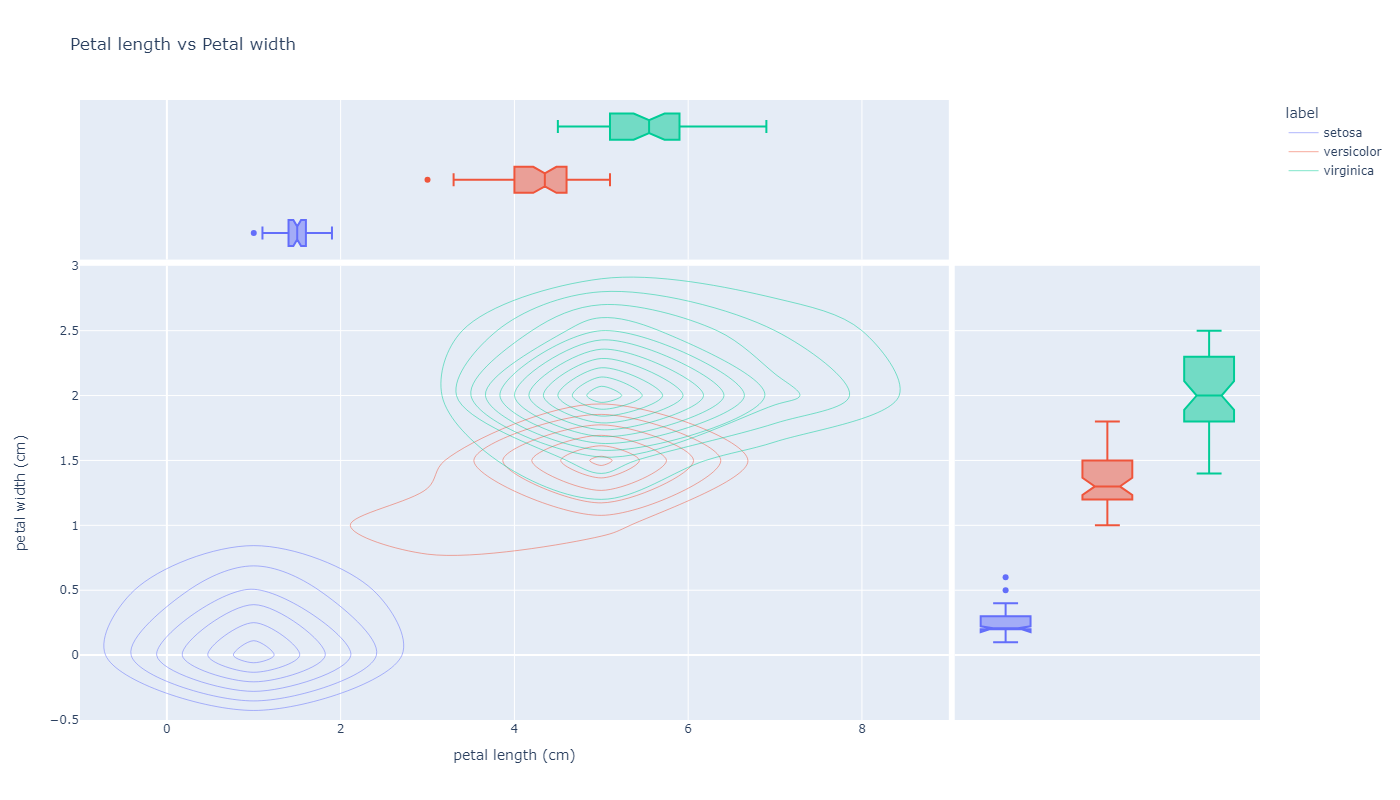 Petal length vs Petal width
label
setosa
versicolor
virginica
3
2.5
2
1.5
1
0.5
0
−0.5
petal width (cm)
0 2 4 6 8
petal length (cm)